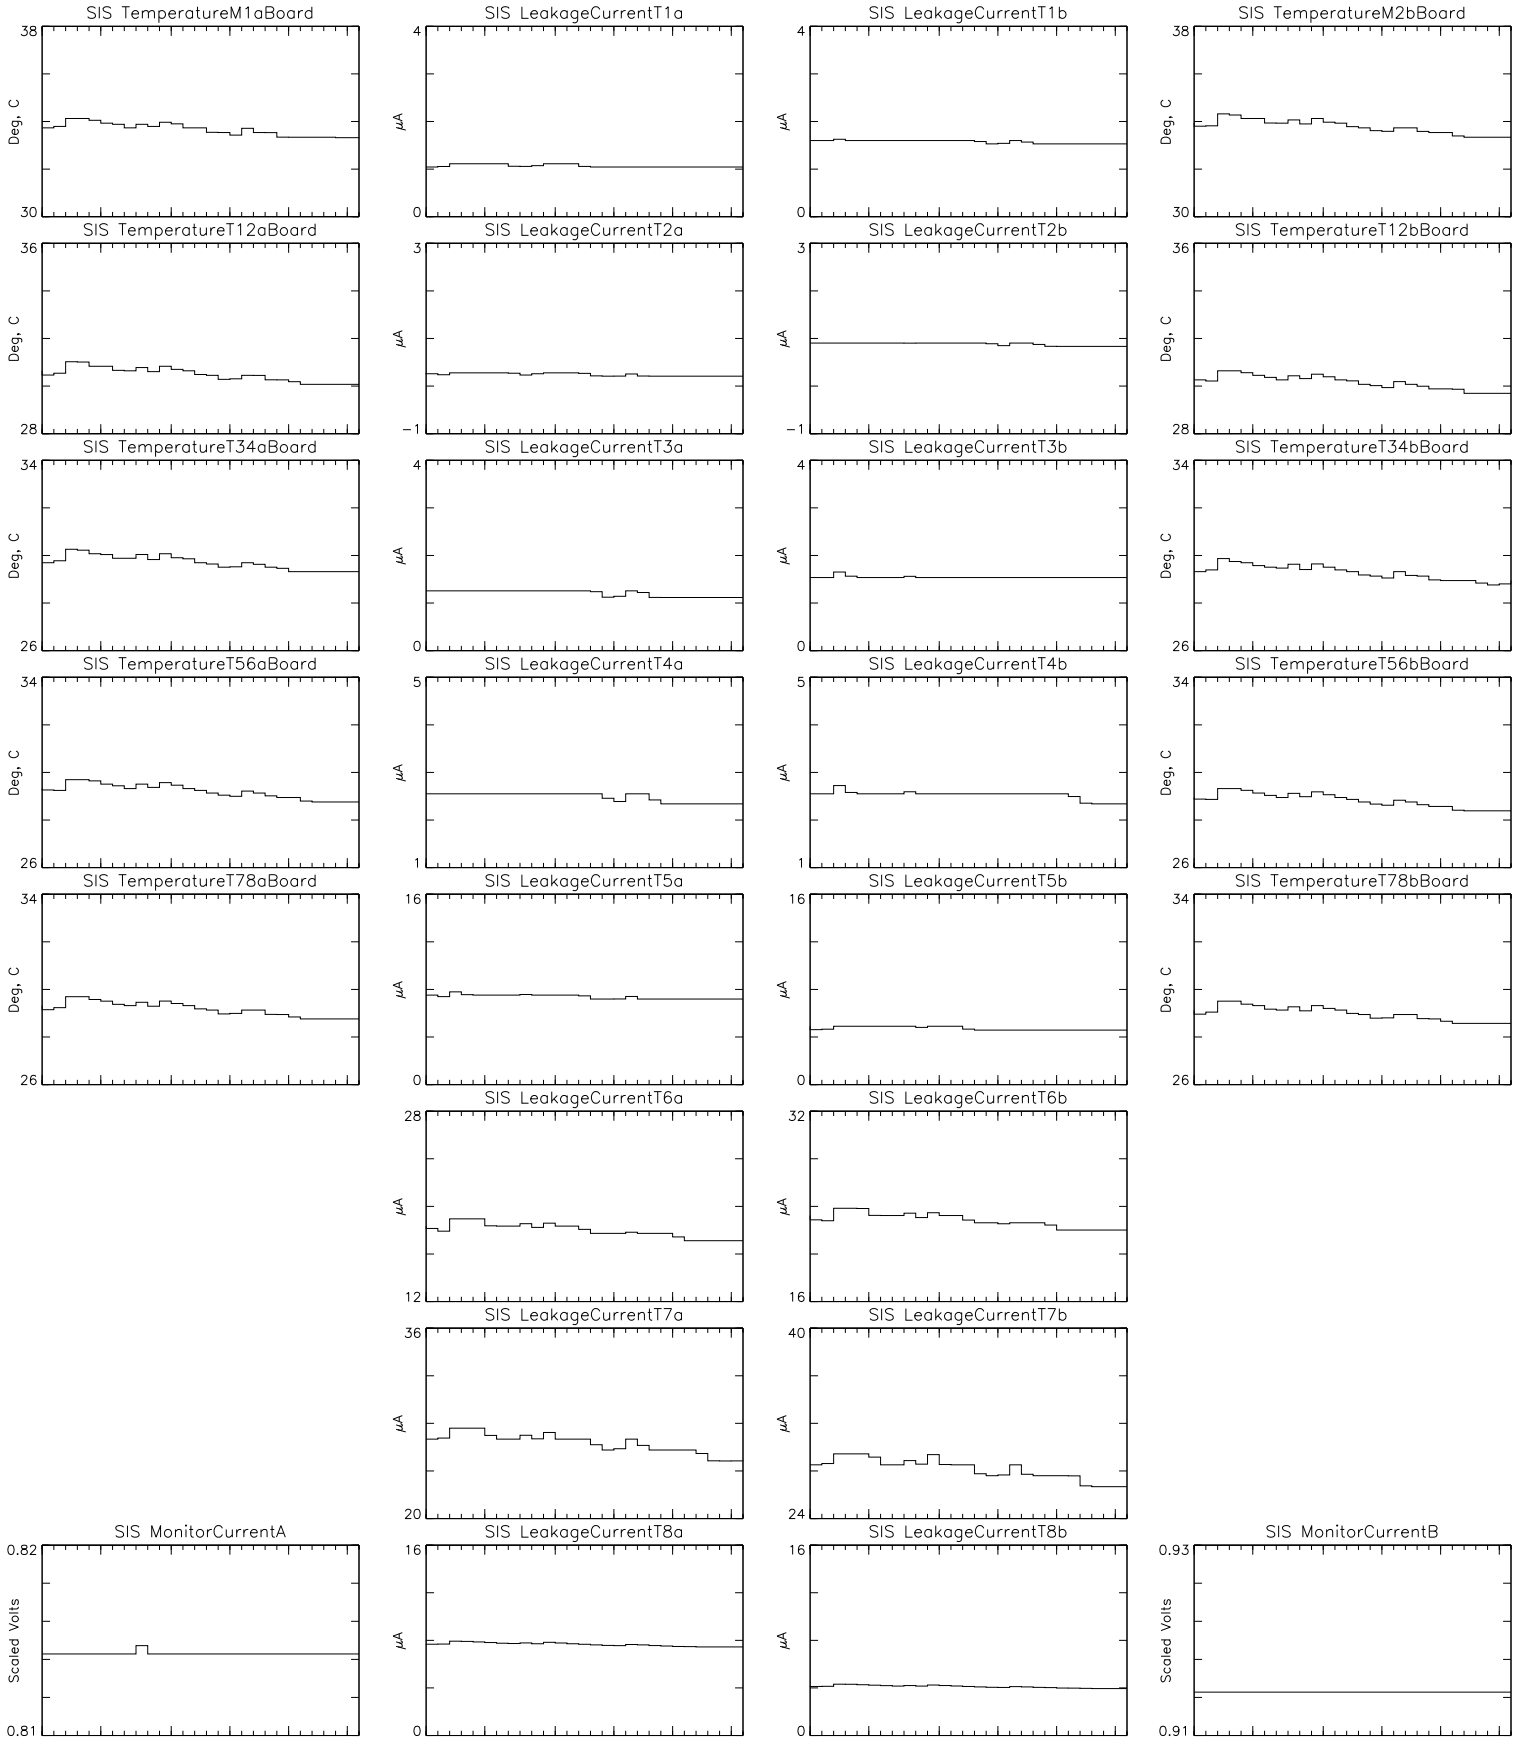 SIS TemperatureM1aBoard SIS LeakageCurrentT1a SIS LeakageCurrentT1b SIS TemperatureM2bBoard
38 4 4 38
Deg, C μA μA Deg, C
30 0 0 30
SIS TemperatureT12aBoard SIS LeakageCurrentT2a SIS LeakageCurrentT2b SIS TemperatureT12bBoard
36 3 3 36
Deg, C μA μA Deg, C
28 -1 -1 28
SIS TemperatureT34aBoard SIS LeakageCurrentT3a SIS LeakageCurrentT3b SIS TemperatureT34bBoard
34 4 4 34
Deg, C μA μA Deg, C
26 0 0 26
SIS TemperatureT56aBoard SIS LeakageCurrentT4a SIS LeakageCurrentT4b SIS TemperatureT56bBoard
34 5 5 34
Deg, C μA μA Deg, C
26 1 1 26
SIS TemperatureT78aBoard SIS LeakageCurrentT5a SIS LeakageCurrentT5b SIS TemperatureT78bBoard
34 16 16 34
Deg, C μA μA Deg, C
26 0 0 26
SIS LeakageCurrentT6a SIS LeakageCurrentT6b
28 32
μA μA
12 16
SIS LeakageCurrentT7a SIS LeakageCurrentT7b
36 40
μA μA
20 24
SIS MonitorCurrentA SIS LeakageCurrentT8a SIS LeakageCurrentT8b SIS MonitorCurrentB
0.82 16 16 0.93
Scaled Volts μA μA Scaled Volts
0.81 0 0 0.91